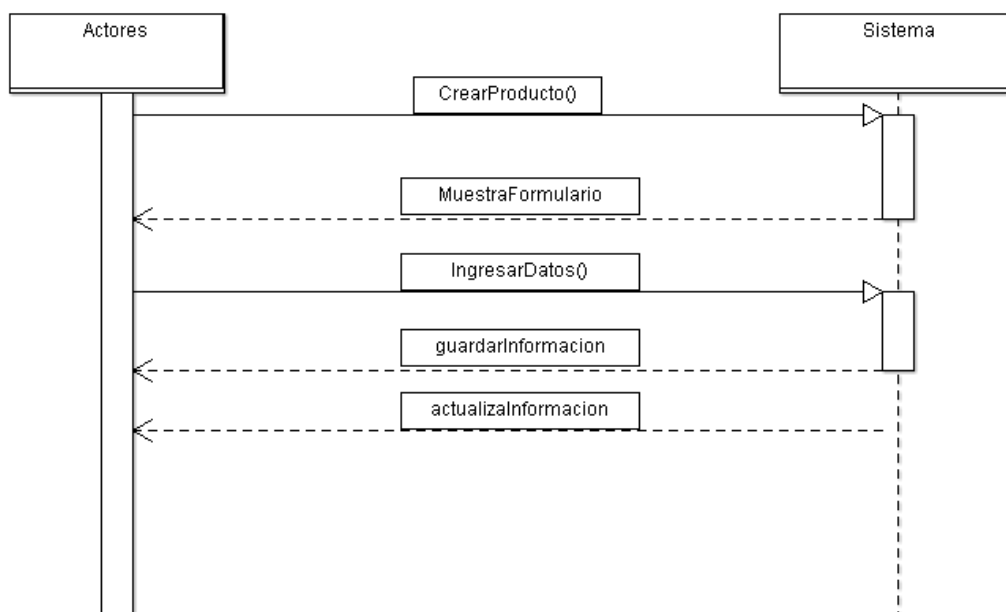 Actores
Sistema
CrearProducto()
MuestraFormulario
IngresarDatos()
guardarInformacion
actualizaInformacion